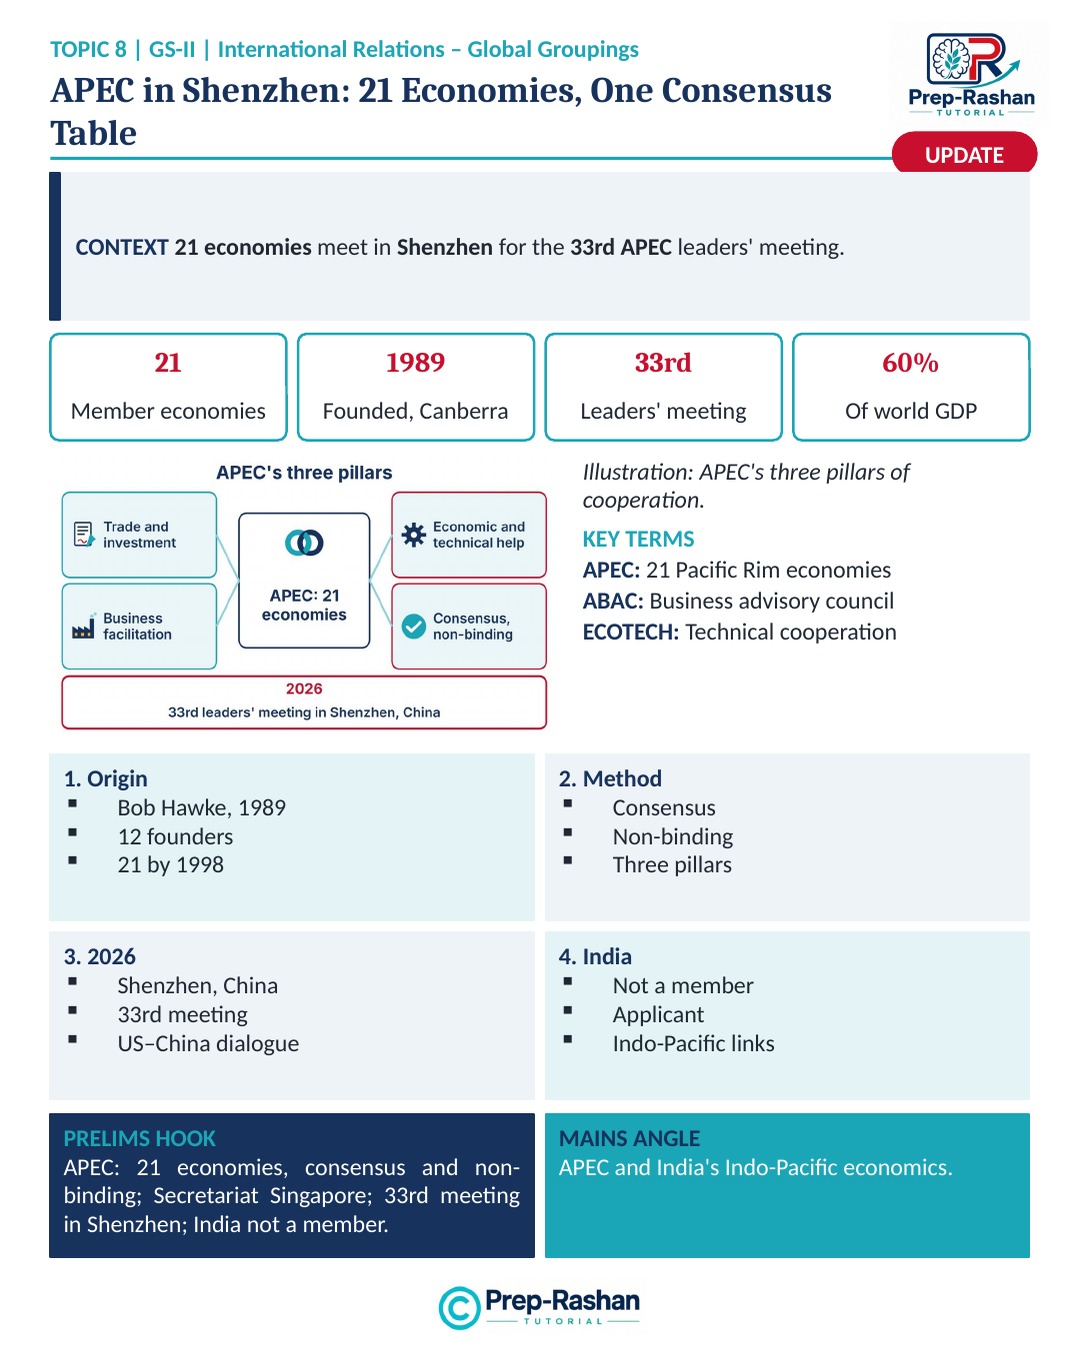 TOPIC 8 | GS-II | International Relations – Global Groupings
APEC in Shenzhen: 21 Economies, One Consensus
Table
Prep-Rashan
TUTORIAL
UPDATE
CONTEXT 21 economies meet in Shenzhen for the 33rd APEC leaders' meeting.
21
Member economies
1989
Founded, Canberra
33rd
Leaders' meeting
60%
Of world GDP
APEC's three pillars
Trade and
investment
Business
facilitation
APEC: 21
economies
Economic and
technical help
Consensus,
non-binding
2026
33rd leaders' meeting in Shenzhen, China
Illustration: APEC's three pillars of
cooperation.
KEY TERMS
APEC: 21 Pacific Rim economies
ABAC: Business advisory council
ECOTECH: Technical cooperation
1. Origin
▪ Bob Hawke, 1989
▪ 12 founders
▪ 21 by 1998
2. Method
▪ Consensus
▪ Non-binding
▪ Three pillars
3. 2026
▪ Shenzhen, China
▪ 33rd meeting
▪ US–China dialogue
4. India
▪ Not a member
▪ Applicant
▪ Indo-Pacific links
PRELIMS HOOK
APEC: 21 economies, consensus and non-
binding; Secretariat Singapore; 33rd meeting
in Shenzhen; India not a member.
MAINS ANGLE
APEC and India's Indo-Pacific economics.
© Prep-Rashan
TUTORIAL